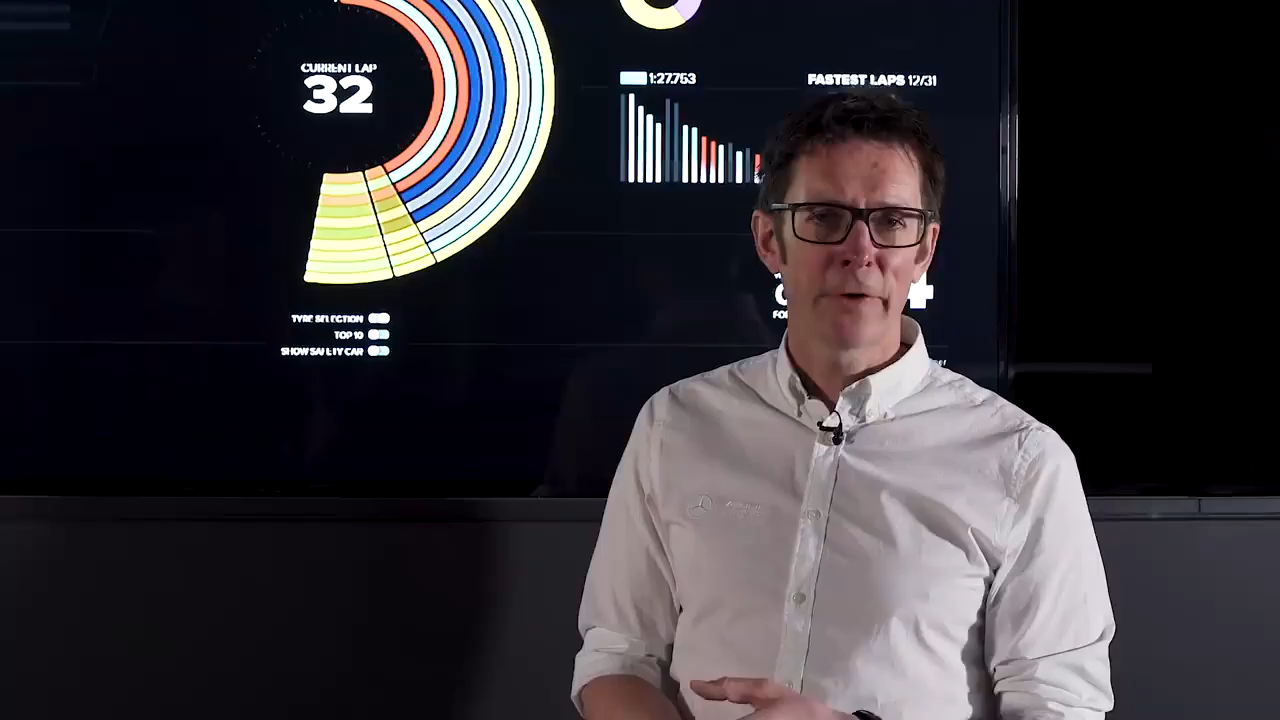 CURRENT LAP
32
1:27.753
FASTEST LAPS 12/31
TYRE SELECTION
TOP 10
SHOW SAFETY CAR